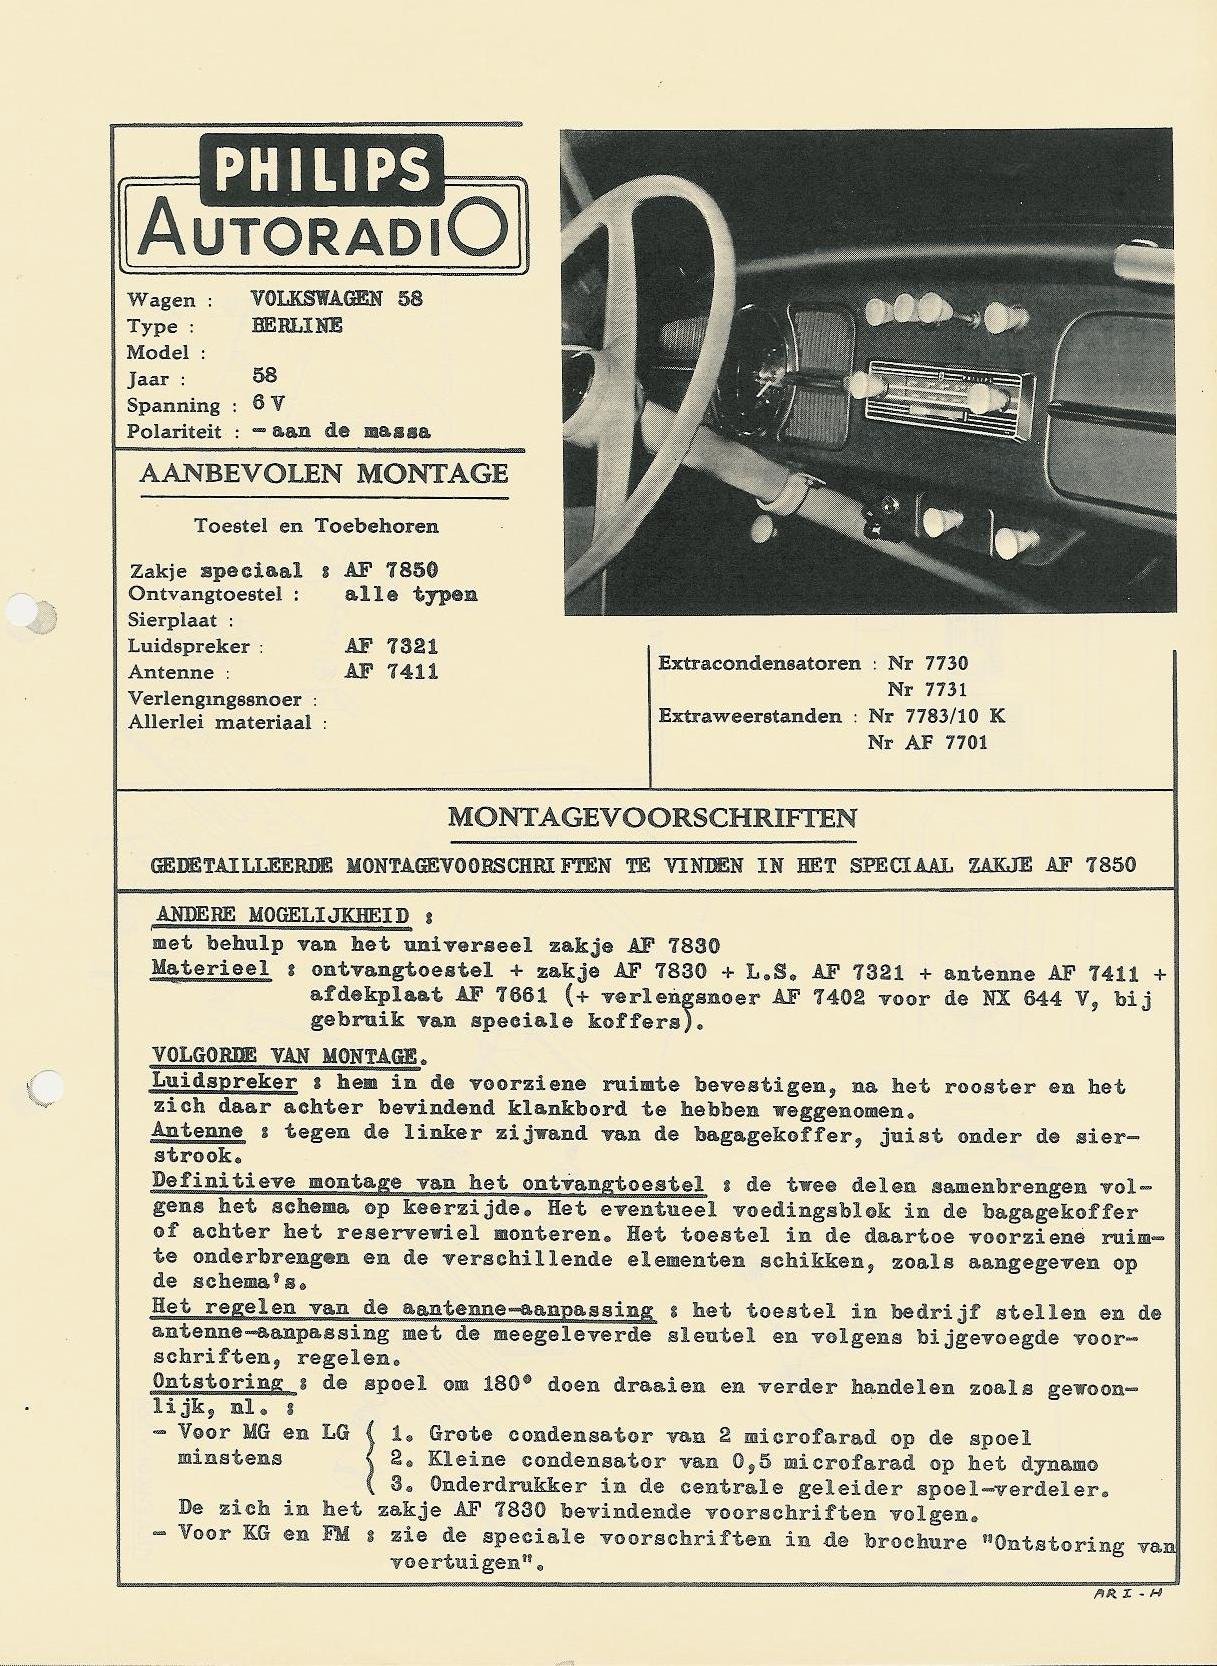 PHILIPS
AUTORADIO
Wagen : VOLKSWAGEN 58
Type : BERLINE
Model :
Jaar : 58
Spanning : 6 V
Polariteit : - aan de massa
AANBEVOLEN MONTAGE
Toestel en Toebehoren
Zakje speciaal : AF 7850
Ontvangtoestel : alle typen
Sierplaat :
Luidspreker : AF 7321
Antenne : AF 7411
Verlengingssnoer :
Allerlei materiaal :
Extracondensatoren : Nr 7730
Nr 7731
Extraweerstanden : Nr 7783/10 K
Nr AF 7701
MONTAGEVOORSCHRIFTEN
GEDETAILLEERDE MONTAGEVOORSCHRIFTEN TE VINDEN IN HET SPECIAAL ZAKJE AF 7850
ANDERE MOGELIJKHEID :
met behulp van het universeel zakje AF 7830
Materieel : ontvangtoestel + zakje AF 7830 + L.S. AF 7321 + antenne AF 7411 +
afdekplaat AF 7661 (+ verlengsnoer AF 7402 voor de NX 644 V, bij
gebruik van speciale koffers).
VOLGORDE VAN MONTAGE.
Luidspreker : hem in de voorziene ruimte bevestigen, na het rooster en het
zich daar achter bevindend klankbord te hebben weggenomen.
Antenne : tegen de linker zijwand van de bagagekoffer, juist onder de sier-
strook.
Definitieve montage van het ontvangtoestel : de twee delen samenbrengen vol-
gens het schema op keerzijde. Het eventueel voedingsblok in de bagagekoffer
of achter het reservewiel monteren. Het toestel in de daartoe voorziene ruim-
te onderbrengen en de verschillende elementen schikken, zoals aangegeven op
de schema's.
Het regelen van de aantenne-aanpassing : het toestel in bedrijf stellen en de
antenne-aanpassing met de meegeleverde sleutel en volgens bijgevoegde voor-
schriften, regelen.
Ontstoring : de spoel om 180° doen draaien en verder handelen zoals gewoon-
lijk, nl. :
- Voor MG en LG ( 1. Grote condensator van 2 microfarad op de spoel
minstens ( 2. Kleine condensator van 0,5 microfarad op het dynamo
( 3. Onderdrukker in de centrale geleider spoel-verdeler.
De zich in het zakje AF 7830 bevindende voorschriften volgen.
- Voor KG en FM : zie de speciale voorschriften in de brochure "Ontstoring van
voertuigen".
AR I - H